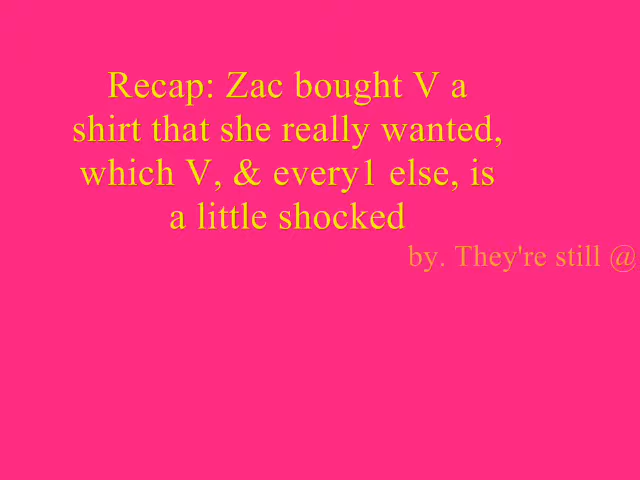 Recap: Zac bought V a
shirt that she really wanted,
which V, & every1 else, is
a little shocked
by. They're still @